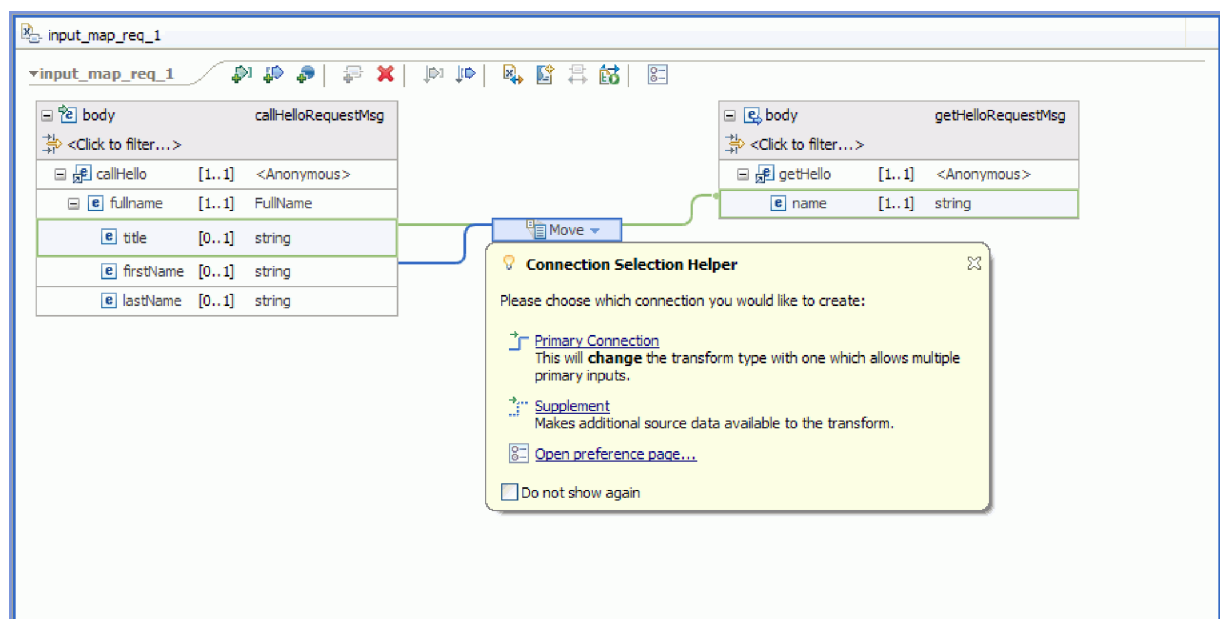 input_map_req_1
input_map_req_1
body callHelloRequestMsg
<Click to filter...>
callHello [1..1] <Anonymous>
fullname [1..1] FullName
title [0..1] string
firstName [0..1] string
lastName [0..1] string
body getHelloRequestMsg
<Click to filter...>
getHello [1..1] <Anonymous>
name [1..1] string
Move
Connection Selection Helper
Please choose which connection you would like to create:
Primary Connection
This will change the transform type with one which allows multiple
primary inputs.
Supplement
Makes additional source data available to the transform.
Open preference page...
Do not show again